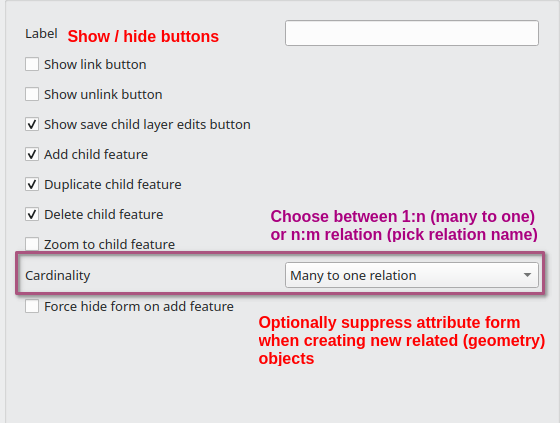 Label Show / hide buttons
Show link button
Show unlink button
Show save child layer edits button
Add child feature
Duplicate child feature
Delete child feature
Choose between 1:n (many to one)
or n:m relation (pick relation name)
Zoom to child feature
Cardinality Many to one relation
Force hide form on add feature
Optionally suppress attribute form
when creating new related (geometry)
objects